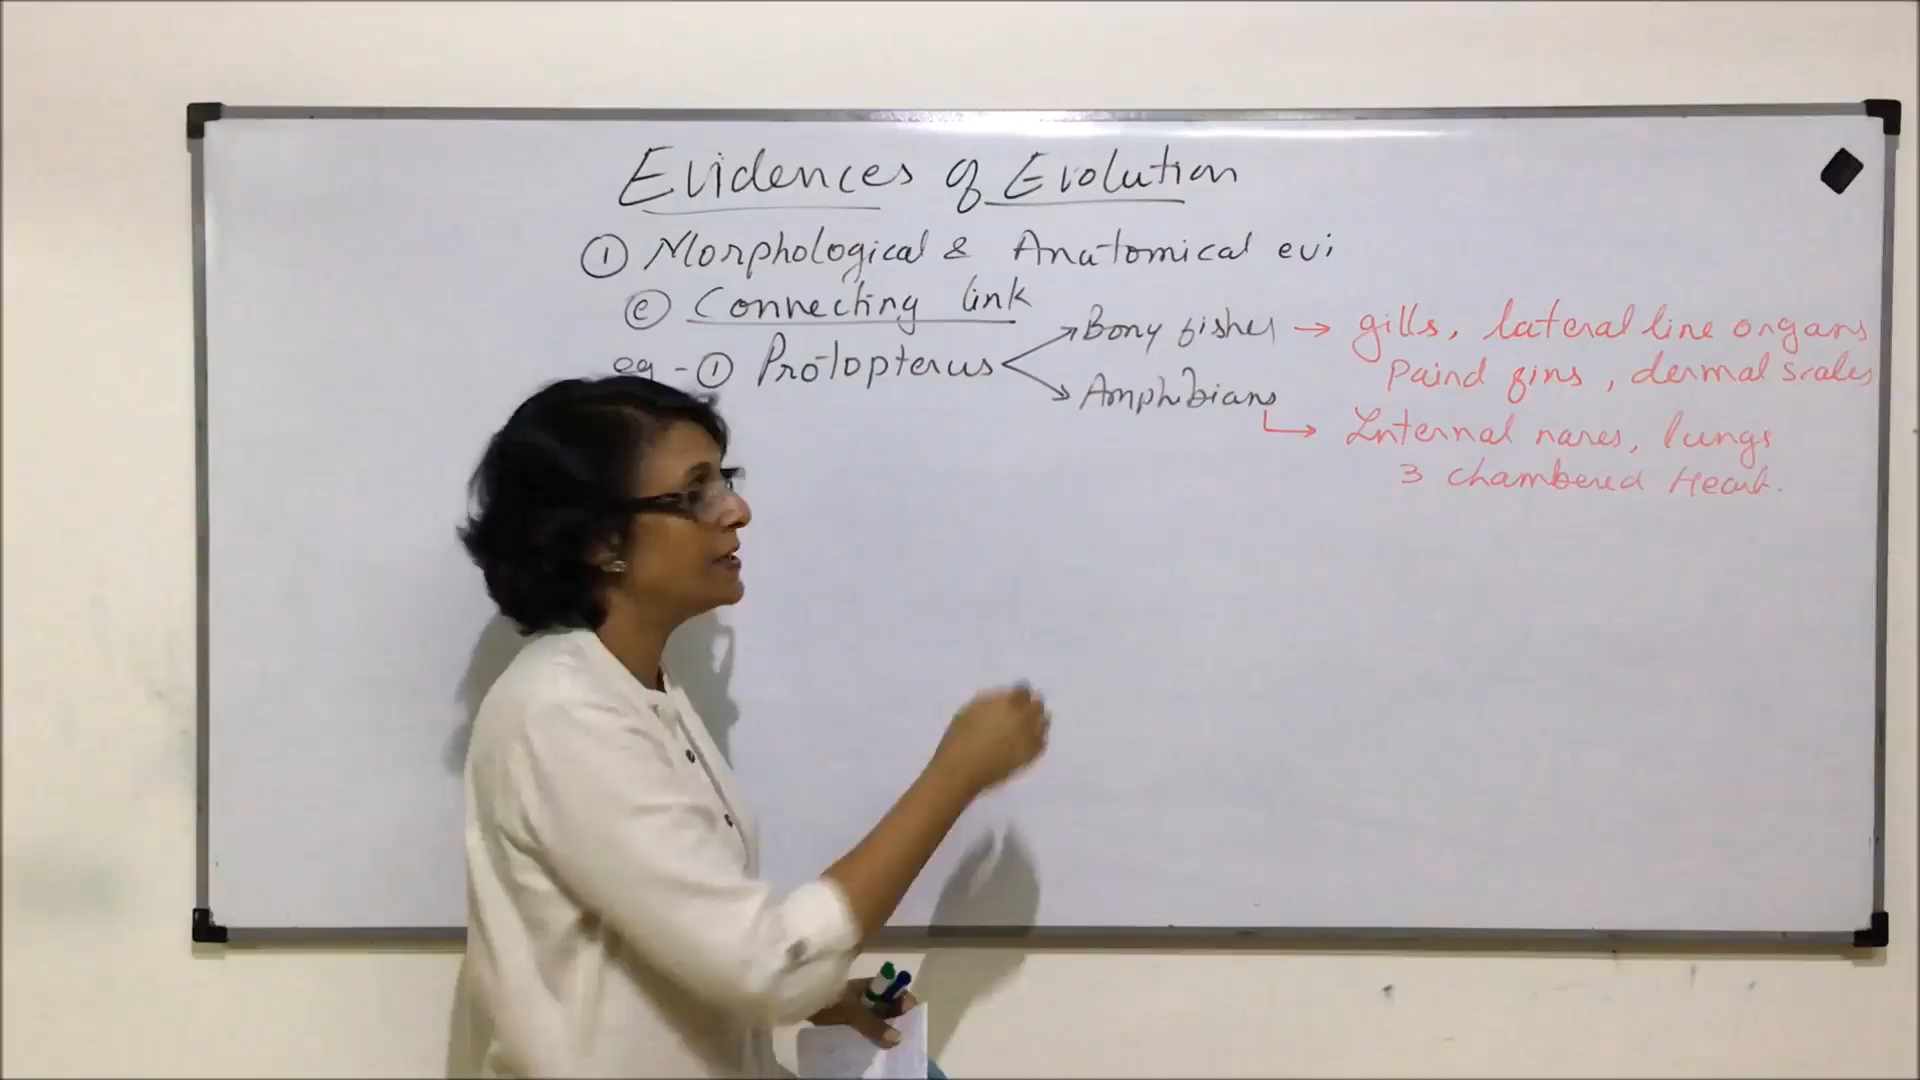 Evidences of Evolution
① Morphological & Anatomical evi
ⓔ Connecting link
eg - ① Protopterus
Bony fishes → gills, lateral line organs
Paird fins, dermal scales
Amphibians
Internal nares, lungs
3 chambered Heart.